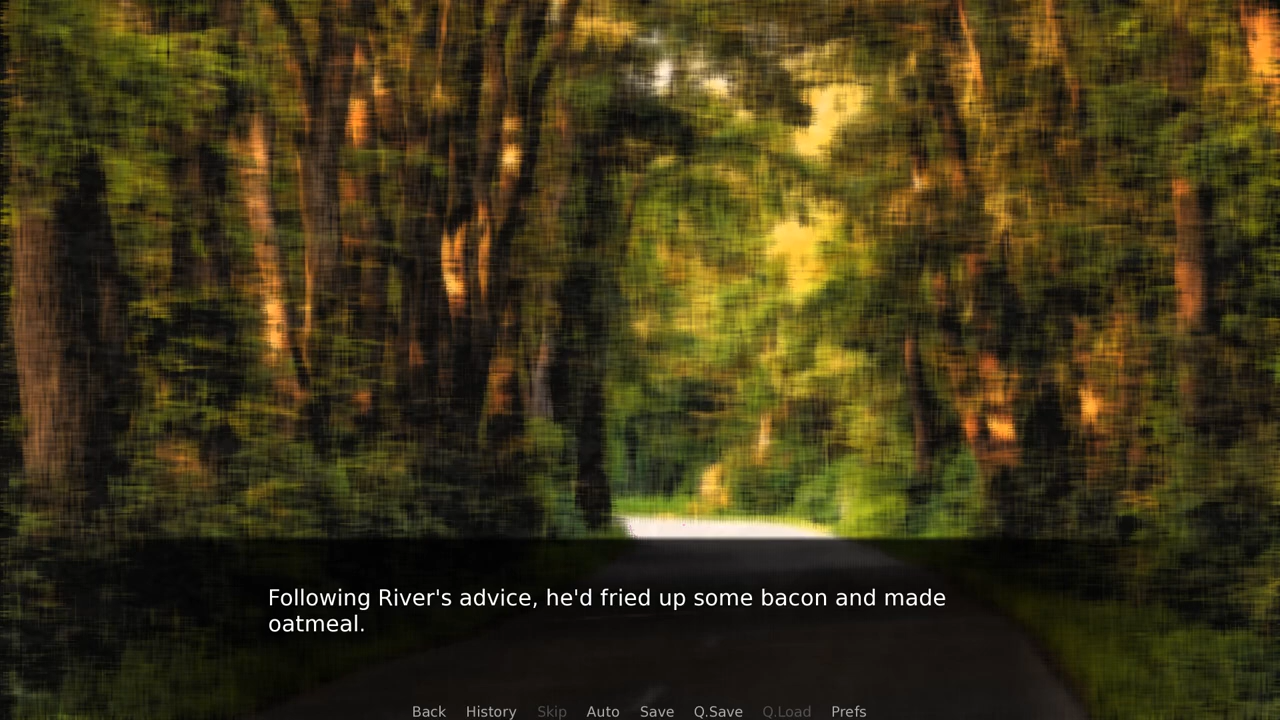 Following River's advice, he'd fried up some bacon and made
oatmeal.
Back History Skip Auto Save Q.Save Q.Load Prefs